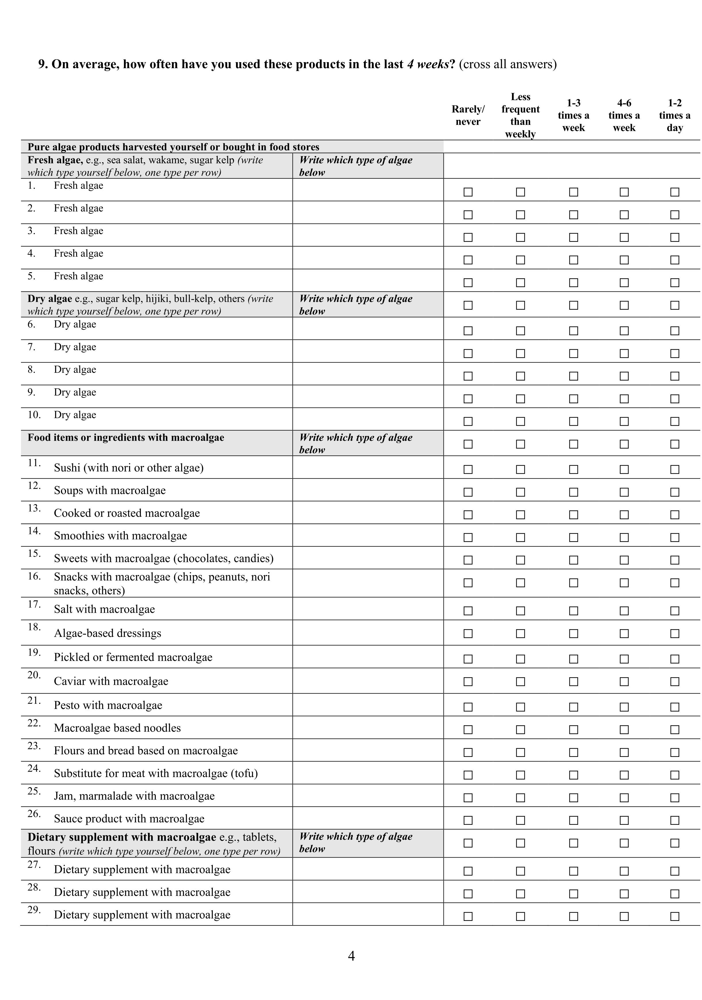 9. On average, how often have you used these products in the last 4 weeks? (cross all answers)
Rarely/
never
Less
frequent
than
weekly
1-3
times a
week
4-6
times a
week
1-2
times a
day
Pure algae products harvested yourself or bought in food stores
Fresh algae, e.g., sea salat, wakame, sugar kelp (write
which type yourself below, one type per row)
Write which type of algae
below
1. Fresh algae
☐ ☐ ☐ ☐ ☐
2. Fresh algae
☐ ☐ ☐ ☐ ☐
3. Fresh algae
☐ ☐ ☐ ☐ ☐
4. Fresh algae
☐ ☐ ☐ ☐ ☐
5. Fresh algae
☐ ☐ ☐ ☐ ☐
Dry algae e.g., sugar kelp, hijiki, bull-kelp, others (write
which type yourself below, one type per row)
Write which type of algae
below
☐ ☐ ☐ ☐ ☐
6. Dry algae
☐ ☐ ☐ ☐ ☐
7. Dry algae
☐ ☐ ☐ ☐ ☐
8. Dry algae
☐ ☐ ☐ ☐ ☐
9. Dry algae
☐ ☐ ☐ ☐ ☐
10. Dry algae
☐ ☐ ☐ ☐ ☐
Food items or ingredients with macroalgae
Write which type of algae
below
☐ ☐ ☐ ☐ ☐
11. Sushi (with nori or other algae)
☐ ☐ ☐ ☐ ☐
12. Soups with macroalgae
☐ ☐ ☐ ☐ ☐
13. Cooked or roasted macroalgae
☐ ☐ ☐ ☐ ☐
14. Smoothies with macroalgae
☐ ☐ ☐ ☐ ☐
15. Sweets with macroalgae (chocolates, candies)
☐ ☐ ☐ ☐ ☐
16. Snacks with macroalgae (chips, peanuts, nori
snacks, others)
☐ ☐ ☐ ☐ ☐
17. Salt with macroalgae
☐ ☐ ☐ ☐ ☐
18. Algae-based dressings
☐ ☐ ☐ ☐ ☐
19. Pickled or fermented macroalgae
☐ ☐ ☐ ☐ ☐
20. Caviar with macroalgae
☐ ☐ ☐ ☐ ☐
21. Pesto with macroalgae
☐ ☐ ☐ ☐ ☐
22. Macroalgae based noodles
☐ ☐ ☐ ☐ ☐
23. Flours and bread based on macroalgae
☐ ☐ ☐ ☐ ☐
24. Substitute for meat with macroalgae (tofu)
☐ ☐ ☐ ☐ ☐
25. Jam, marmalade with macroalgae
☐ ☐ ☐ ☐ ☐
26. Sauce product with macroalgae
☐ ☐ ☐ ☐ ☐
Dietary supplement with macroalgae e.g., tablets,
flours (write which type yourself below, one type per row)
Write which type of algae
below
☐ ☐ ☐ ☐ ☐
27. Dietary supplement with macroalgae
☐ ☐ ☐ ☐ ☐
28. Dietary supplement with macroalgae
☐ ☐ ☐ ☐ ☐
29. Dietary supplement with macroalgae
☐ ☐ ☐ ☐ ☐
4